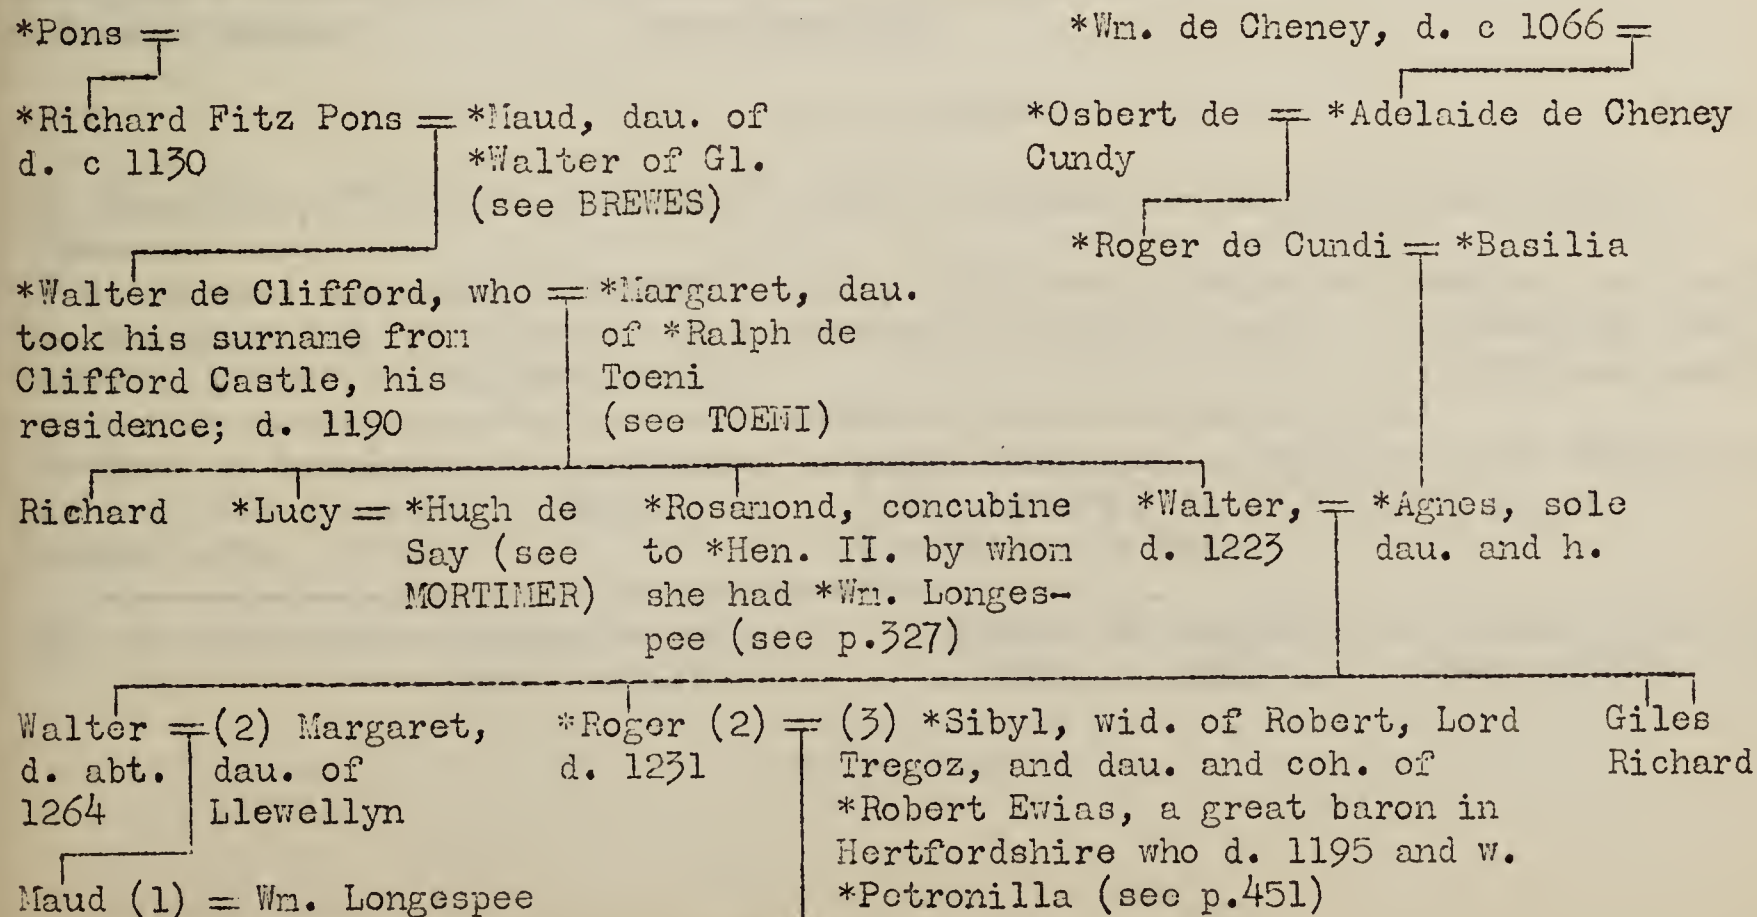 *Pons =
*Wm. de Cheney, d. c 1066 =
*Richard Fitz Pons = *Maud, dau. of
d. c 1130
*Walter of Gl.
(see BREWES)
*Osbert de = *Adelaide de Cheney
Cundy
*Roger de Cundi = *Basilia
*Walter de Clifford, who = *Margaret, dau.
took his surname from
Clifford Castle, his
residence; d. 1190
of *Ralph de
Toeni
(see TOENI)
Richard
*Lucy = *Hugh de
Say (see
MORTIMER)
*Rosamond, concubine
to *Hen. II. by whom
she had *Wm. Longes-
pee (see p.327)
*Walter, = *Agnes, sole
d. 1223
dau. and h.
Walter = (2) Margaret,
d. abt.
1264
dau. of
Llewellyn
*Roger (2) = (3) *Sibyl, wid. of Robert, Lord
d. 1231
Tregoz, and dau. and coh. of
*Robert Ewias, a great baron in
Hertfordshire who d. 1195 and w.
*Petronilla (see p.451)
Giles
Richard
Maud (1) = Wm. Longespee